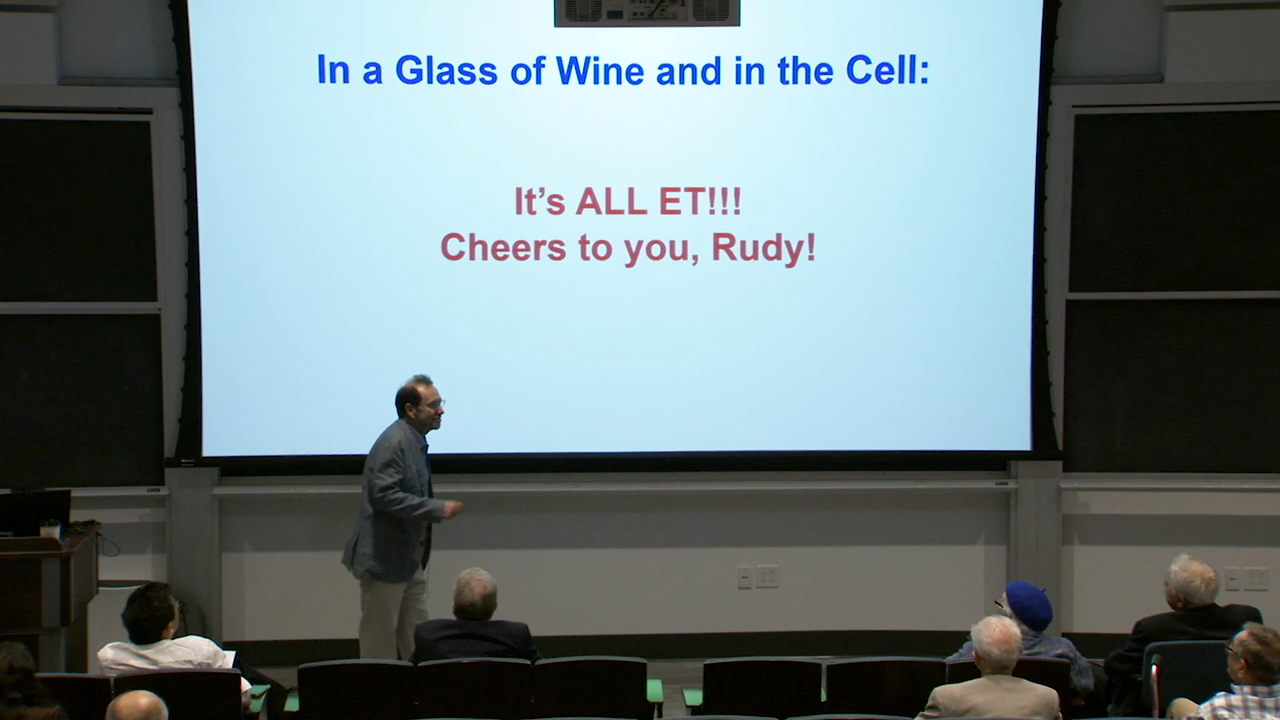 In a Glass of Wine and in the Cell:
It’s ALL ET!!!
Cheers to you, Rudy!